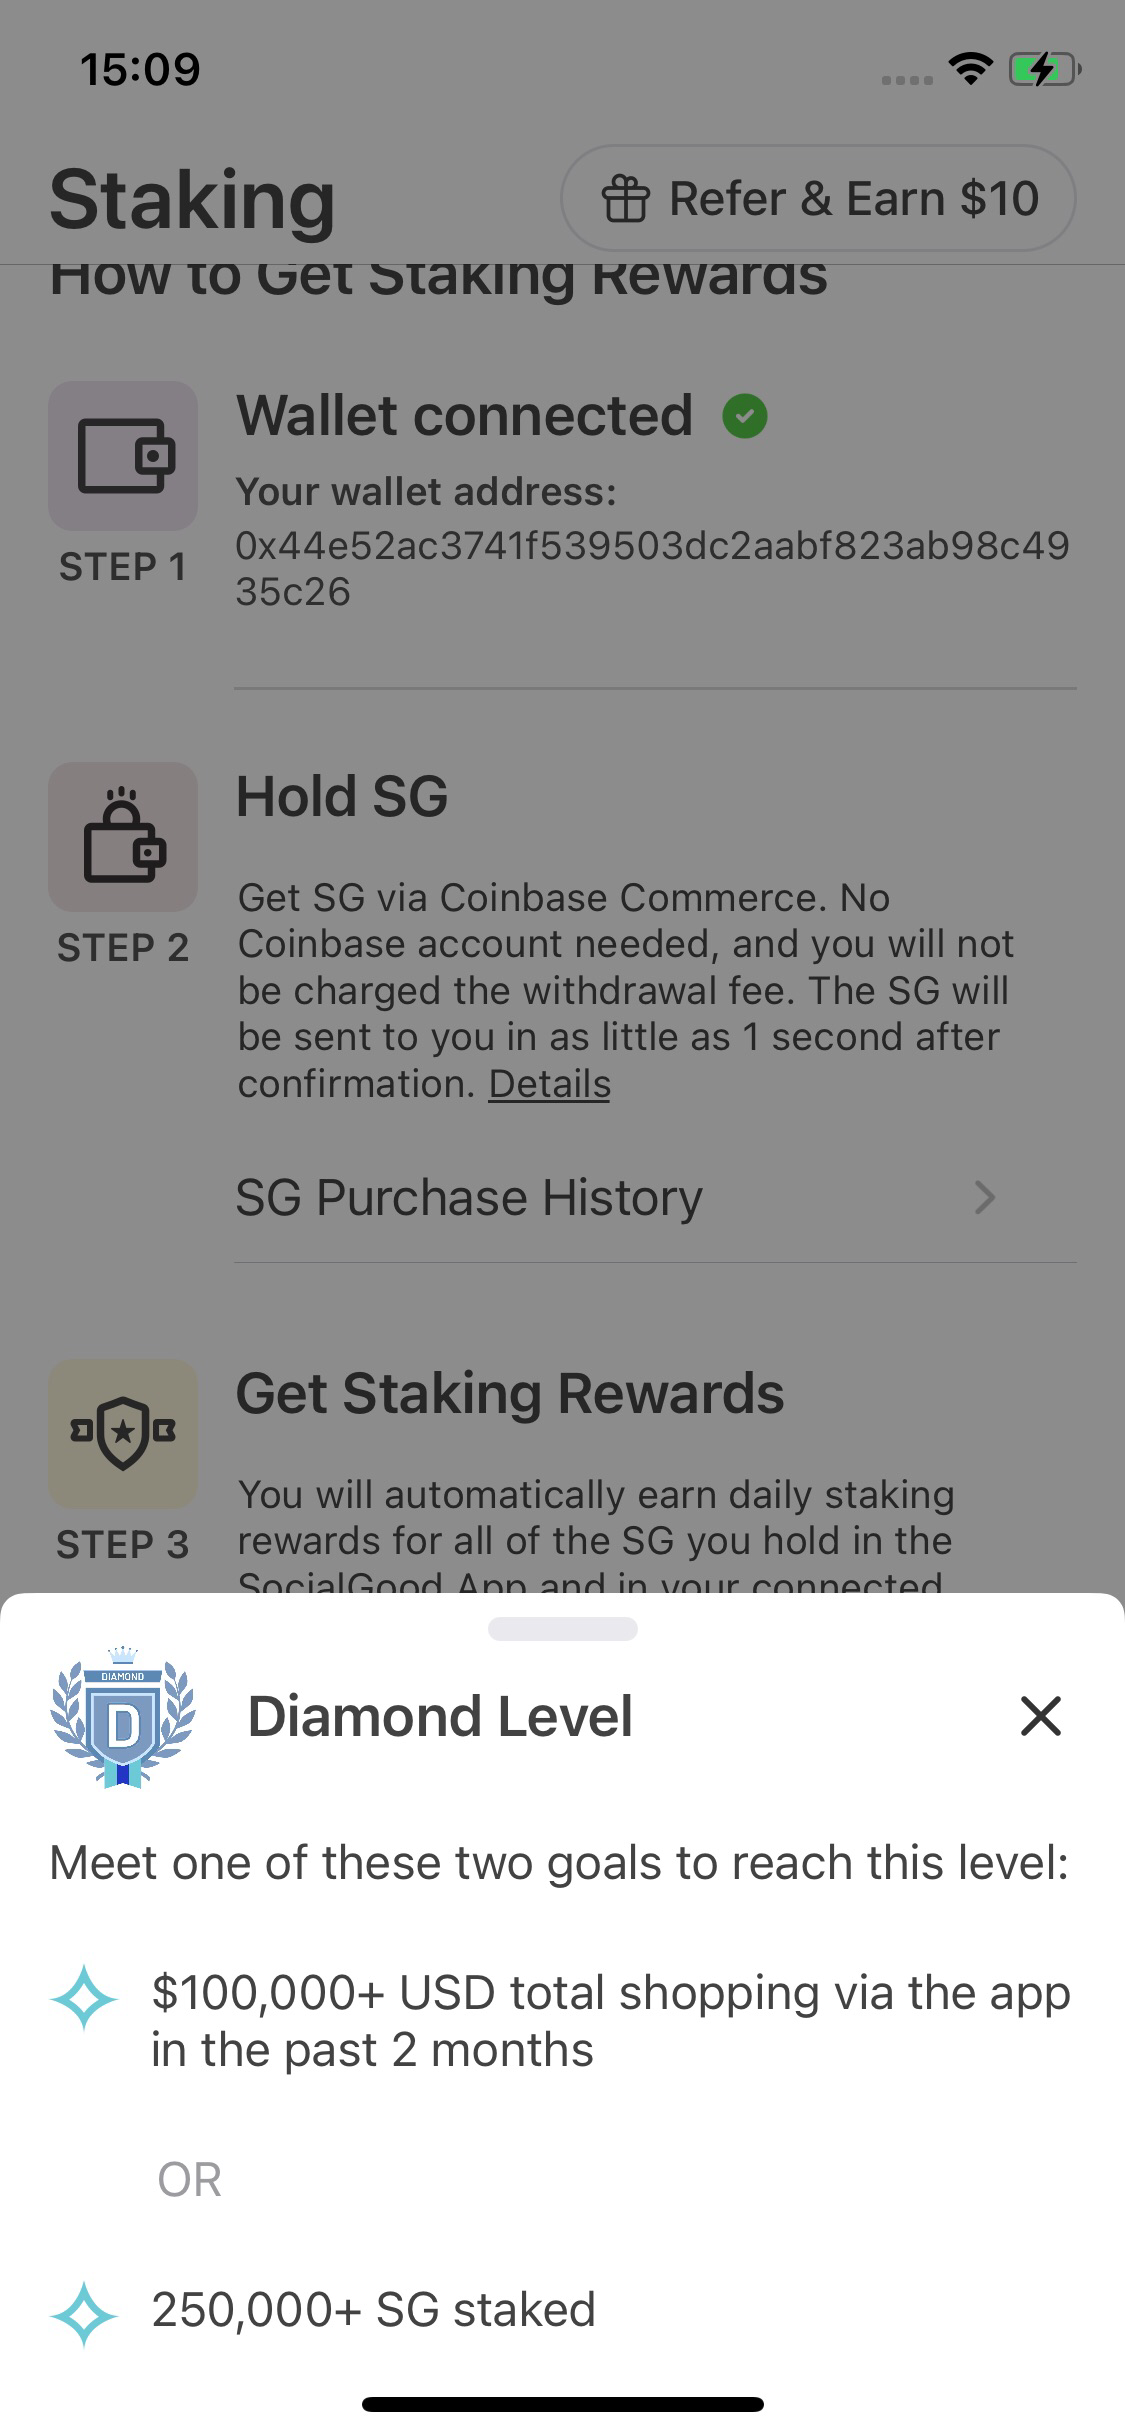 15:09
Staking
Refer & Earn $10
How to Get Staking Rewards
Wallet connected
Your wallet address:
0x44e52ac3741f539503dc2aabf823ab98c49
35c26
STEP 1
Hold SG
STEP 2
Get SG via Coinbase Commerce. No
Coinbase account needed, and you will not
be charged the withdrawal fee. The SG will
be sent to you in as little as 1 second after
confirmation. Details
SG Purchase History
Get Staking Rewards
STEP 3
You will automatically earn daily staking
rewards for all of the SG you hold in the
SocialGood App and in your connected
DIAMOND
D
Diamond Level
Meet one of these two goals to reach this level:
$100,000+ USD total shopping via the app
in the past 2 months
OR
250,000+ SG staked